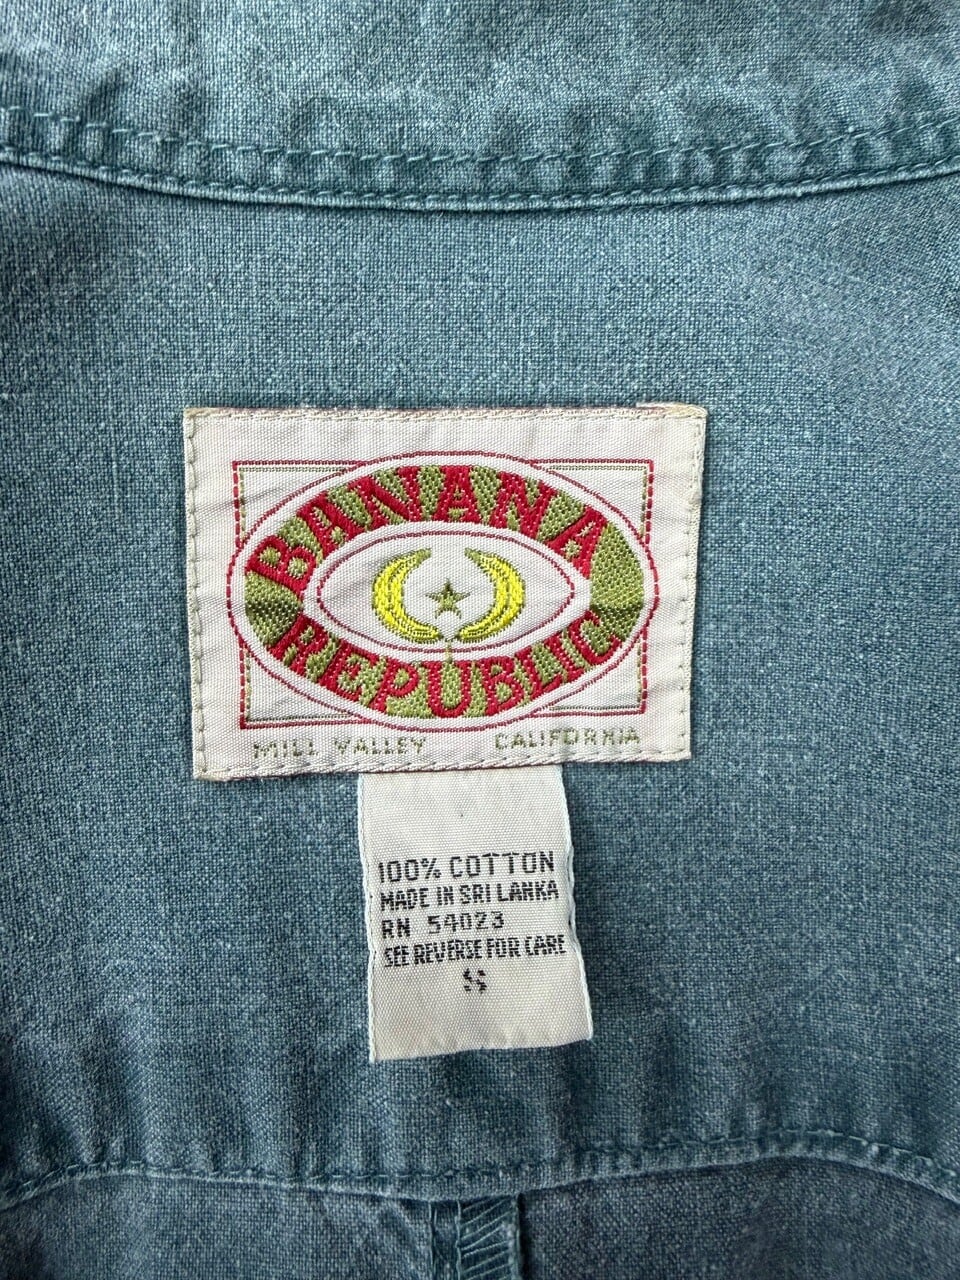 BANANA
REPUBLIC
MILL VALLEY CALIFORNIA
100% COTTON
MADE IN SRI LANKA
RN 54023
SEE REVERSE FOR CARE
S